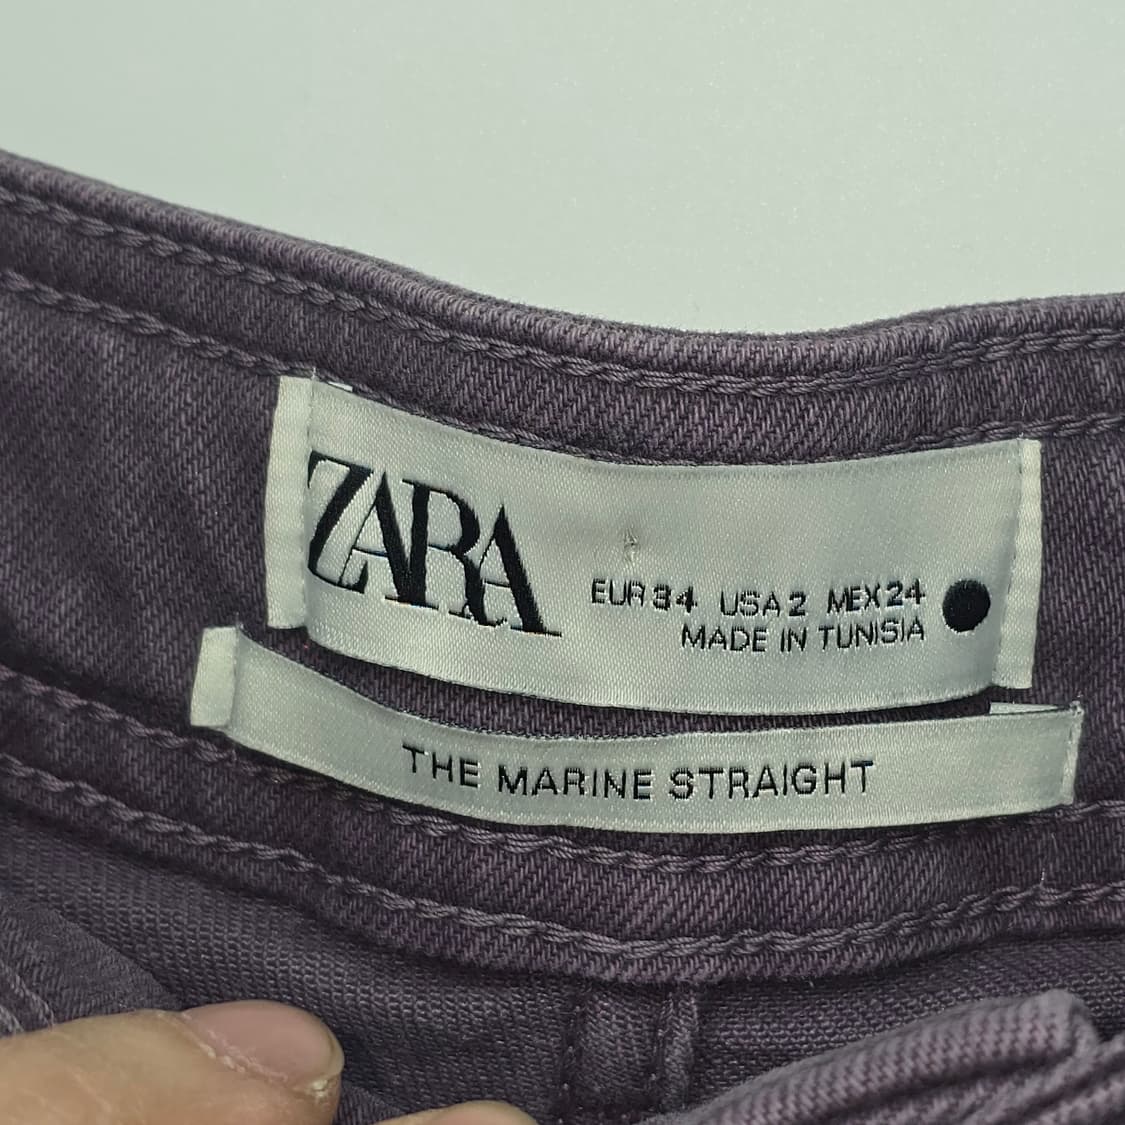 ZARA
EUR 34 USA 2 MEX 24
MADE IN TUNISIA
THE MARINE STRAIGHT